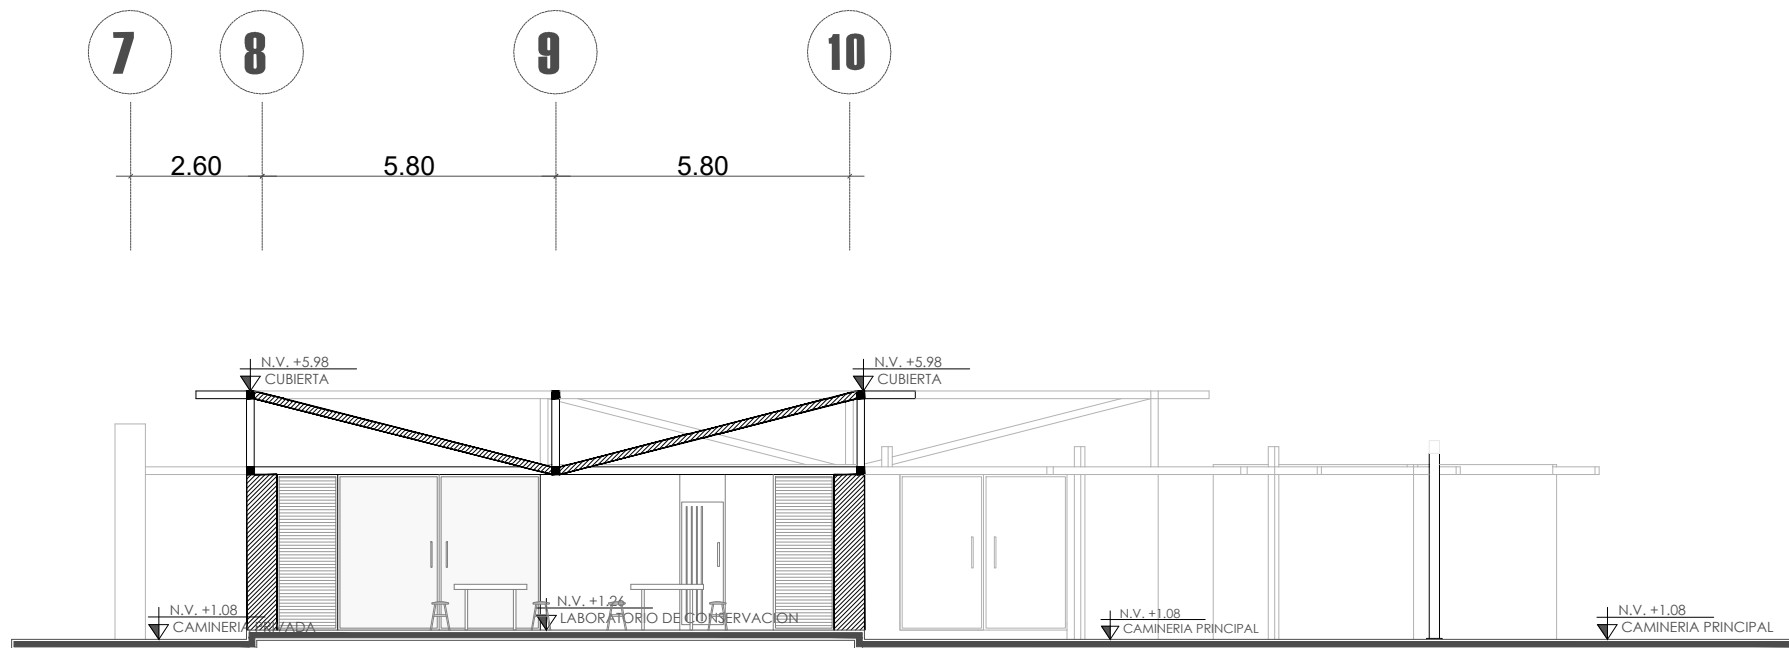 7
8
9
10
2.60
5.80
5.80
N.V. +5.98
CUBIERTA
N.V. +5.98
CUBIERTA
N.V. +1.08
CAMINERIA PRIVADA
N.V. +1.26
LABORATORIO DE CONSERVACION
N.V. +1.08
CAMINERIA PRINCIPAL
N.V. +1.08
CAMINERIA PRINCIPAL